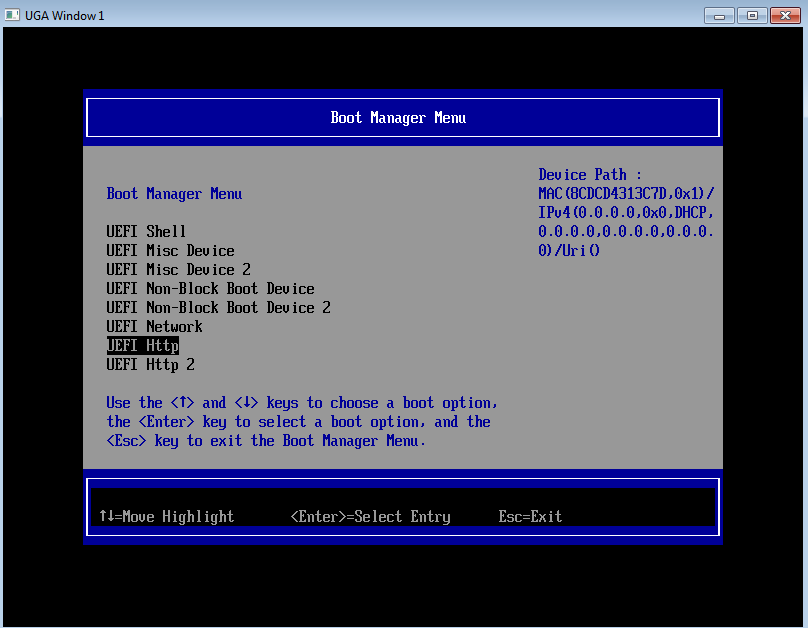 UGA Window 1
Boot Manager Menu
Boot Manager Menu
UEFI Shell
UEFI Misc Device
UEFI Misc Device 2
UEFI Non-Block Boot Device
UEFI Non-Block Boot Device 2
UEFI Network
UEFI Http
UEFI Http 2
Use the <↑> and <↓> keys to choose a boot option,
the <Enter> key to select a boot option, and the
<Esc> key to exit the Boot Manager Menu.
Device Path :
MAC(8CDCD4313C7D,0x1)/
IPv4(0.0.0.0,0x0,DHCP,
0.0.0.0,0.0.0.0,0.0.0.
0)/Uri()
↑↓=Move Highlight <Enter>=Select Entry Esc=Exit